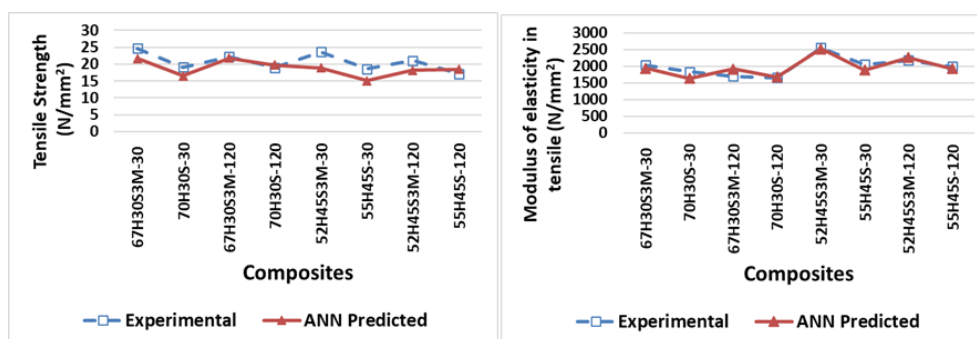 Tensile Strength
(N/mm²)
30
25
20
15
10
5
0
67H30S3M-30
70H30S-30
67H30S3M-120
70H30S-120
52H45S3M-30
55H45S-30
52H45S3M-120
55H45S-120
Composites
Experimental
ANN Predicted
Modulus of elasticity in
tensile (N/mm²)
3000
2500
2000
1500
1000
500
0
67H30S3M-30
70H30S-30
67H30S3M-120
70H30S-120
52H45S3M-30
55H45S-30
52H45S3M-120
55H45S-120
Composites
Experimental
ANN Predicted